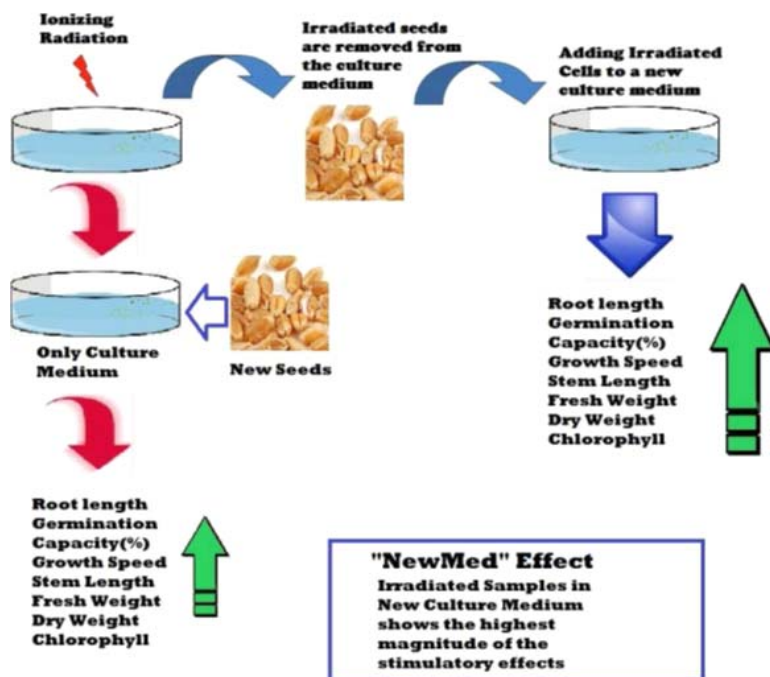 Ionizing
Radiation
Irradiated seeds
are removed from
the culture
medium
Adding Irradiated
Cells to a new
culture medium
Only Culture
Medium
New Seeds
Root length
Germination
Capacity(%)
Growth Speed
Stem Length
Fresh Weight
Dry Weight
Chlorophyll
Root length
Germination
Capacity(%)
Growth Speed
Stem Length
Fresh Weight
Dry Weight
Chlorophyll
"NewMed" Effect
Irradiated Samples in
New Culture Medium
shows the highest
magnitude of the
stimulatory effects